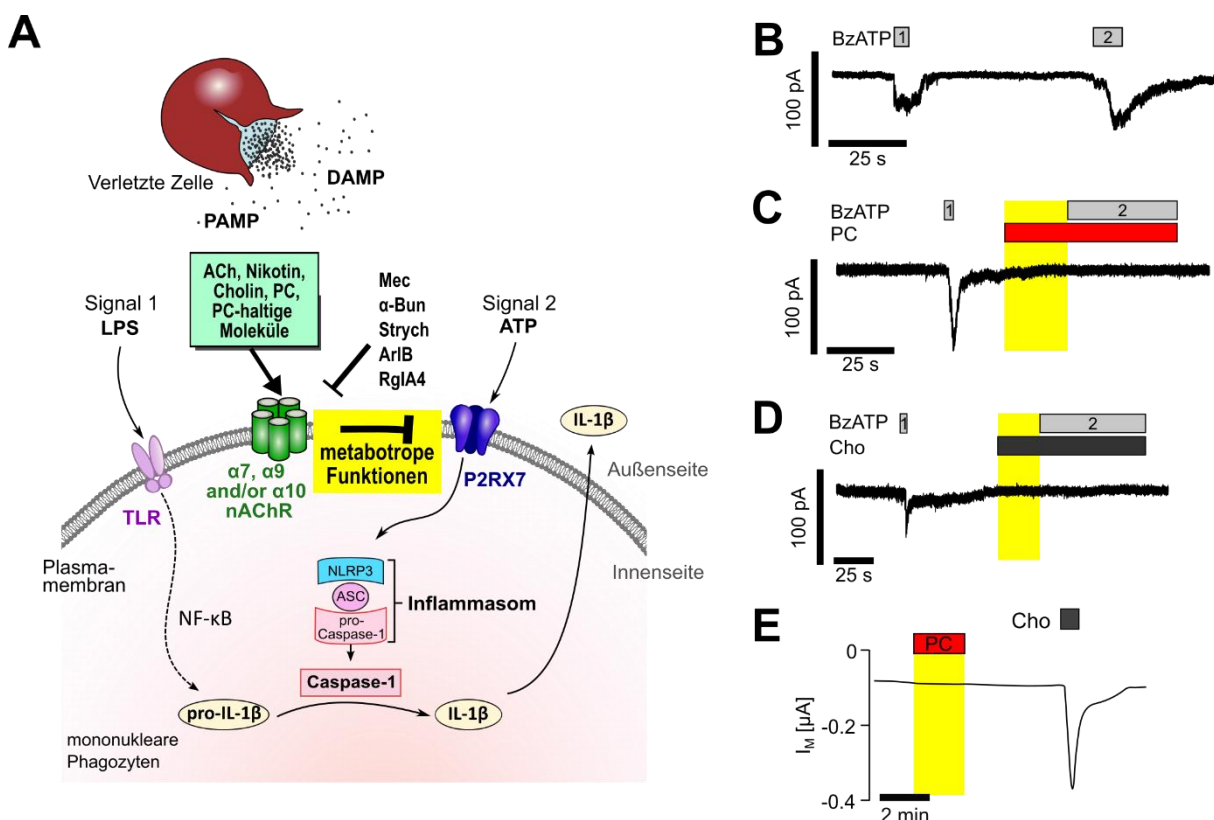 A
Verletzte Zelle
DAMP
PAMP
ACh, Nikotin,
Cholin, PC,
PC-haltige
Moleküle
Mec
α-Bun
Strych
ArlB
RgIA4
Signal 1
LPS
Signal 2
ATP
IL-1β
metabotrope
Funktionen
α7, α9
and/or α10
nAChR
P2RX7
TLR
Außenseite
Innenseite
Plasma-
membran
NF-κB
NLRP3
ASC
pro-
Caspase-1
Inflammasom
Caspase-1
pro-IL-1β
IL-1β
mononukleare
Phagozyten
B
BzATP 1 2
100 pA
25 s
C
BzATP 1 2
PC
100 pA
25 s
D
BzATP 1 2
Cho
100 pA
25 s
E
Cho
PC
0
-0.2
-0.4
I_M [µA]
2 min